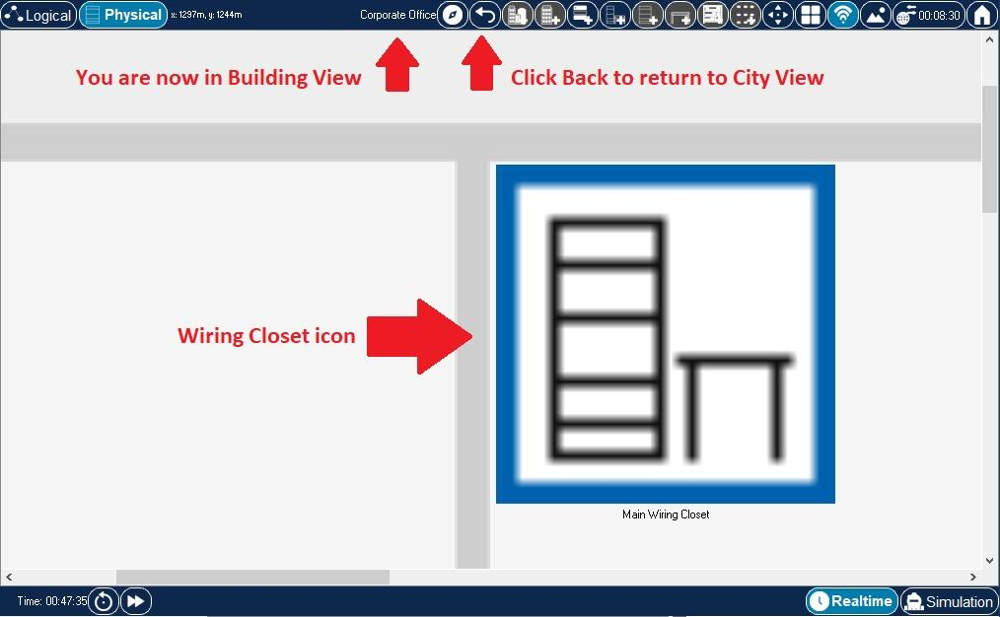 Logical Physical x: 1297m, y: 1244m Corporate Office 00:08:30
You are now in Building View Click Back to return to City View
Wiring Closet icon
Main Wiring Closet
Time: 00:47:35 Realtime Simulation